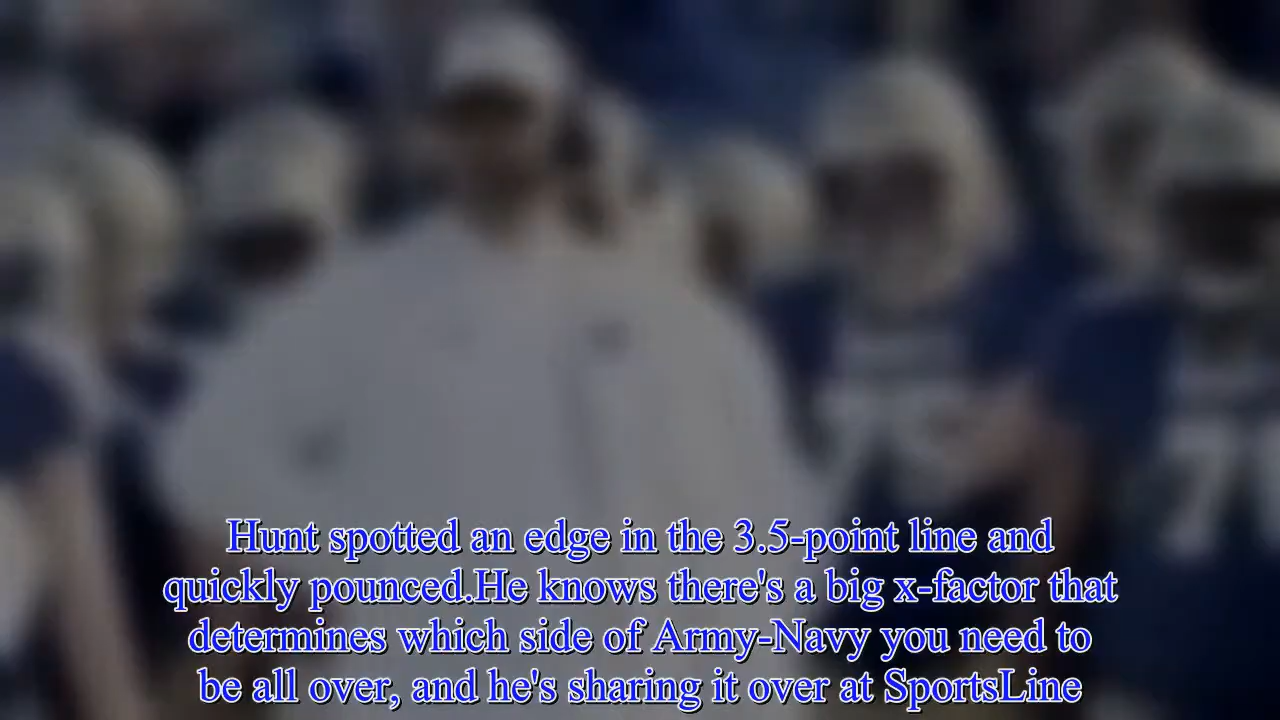 Hunt spotted an edge in the 3.5-point line and
quickly pounced.He knows there's a big x-factor that
determines which side of Army-Navy you need to
be all over, and he's sharing it over at SportsLine